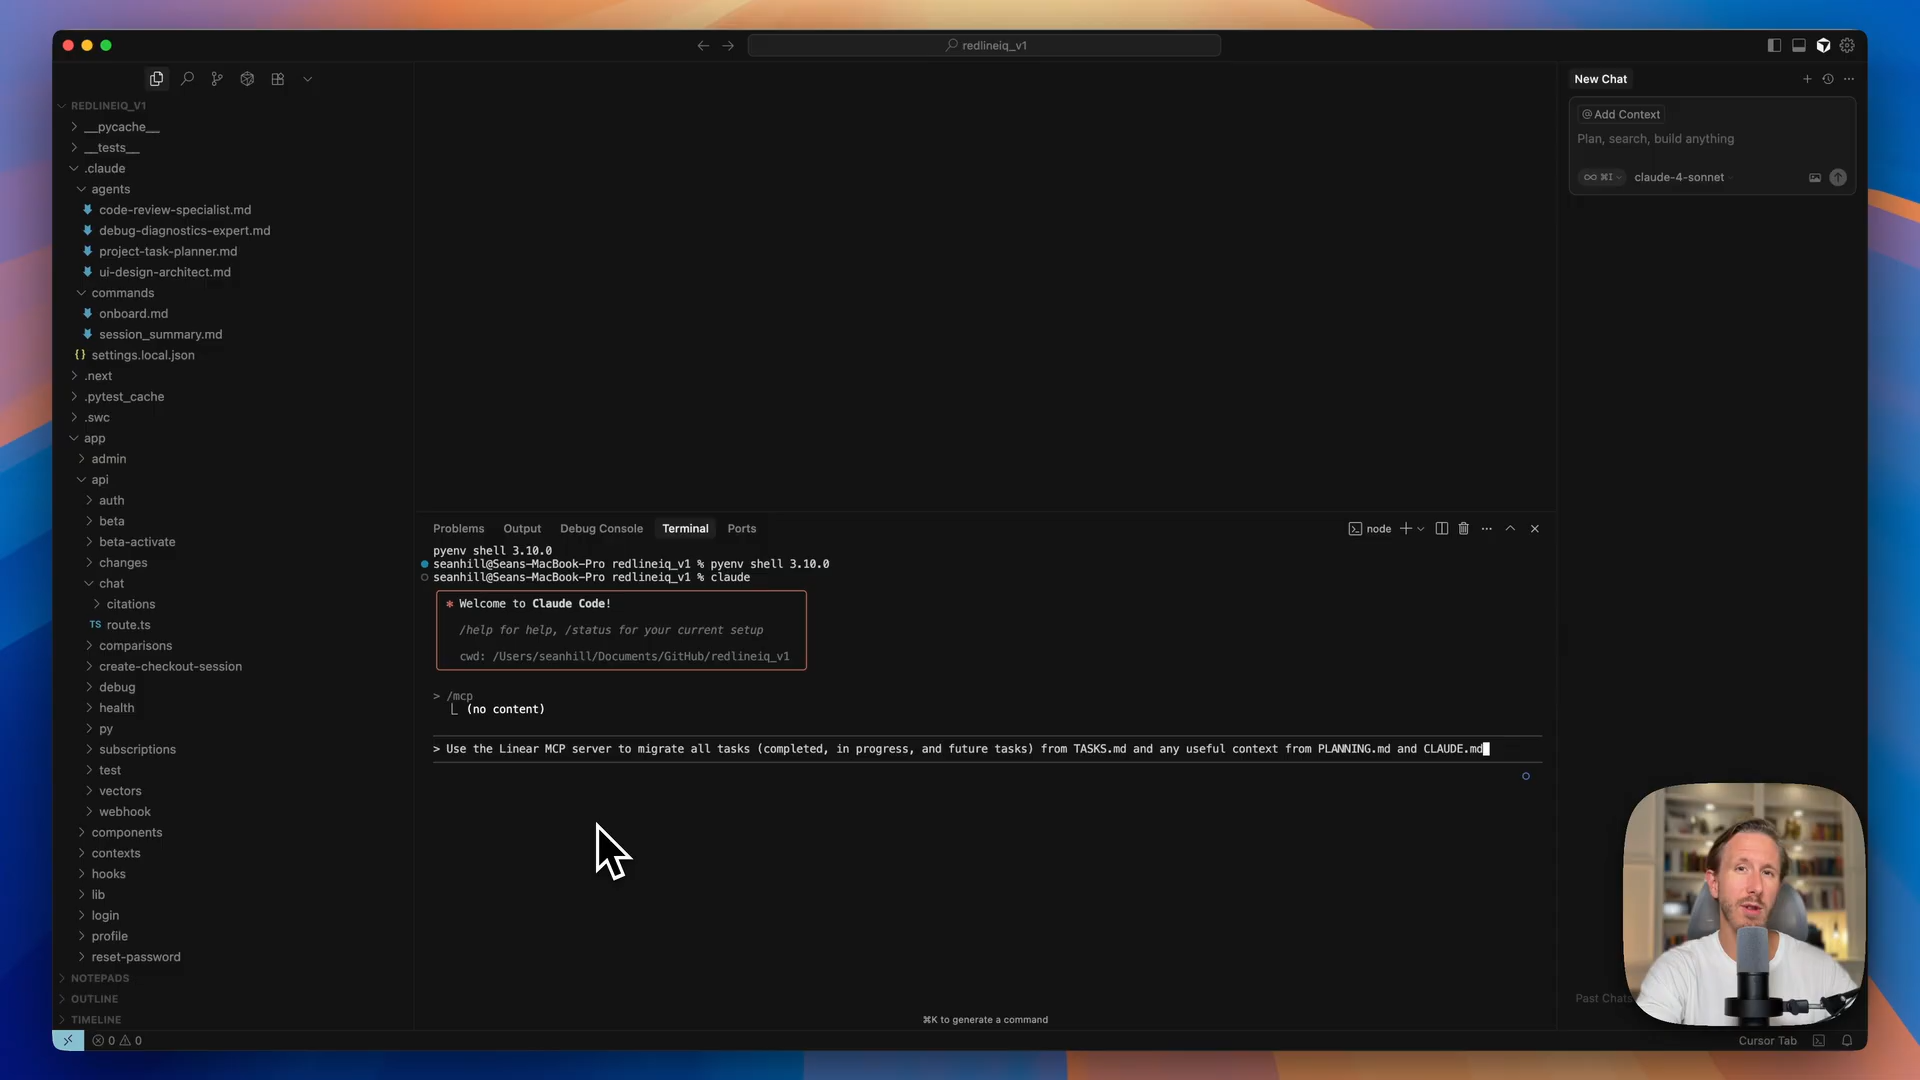 redlineiq_v1
REDLINEIQ_V1
__pycache__
__tests__
.claude
agents
code-review-specialist.md
debug-diagnostics-expert.md
project-task-planner.md
ui-design-architect.md
commands
onboard.md
session_summary.md
{} settings.local.json
.next
.pytest_cache
.swc
app
admin
api
auth
beta
beta-activate
changes
chat
citations
TS route.ts
comparisons
create-checkout-session
debug
health
py
subscriptions
test
vectors
webhook
components
contexts
hooks
lib
login
profile
reset-password
NOTEPADS
OUTLINE
TIMELINE
0 0
Problems Output Debug Console Terminal Ports
node
pyenv shell 3.10.0
seanhill@Seans-MacBook-Pro redlineiq_v1 % pyenv shell 3.10.0
seanhill@Seans-MacBook-Pro redlineiq_v1 % claude
* Welcome to Claude Code!
/help for help, /status for your current setup
cwd: /Users/seanhill/Documents/GitHub/redlineiq_v1
> /mcp
(no content)
> Use the Linear MCP server to migrate all tasks (completed, in progress, and future tasks) from TASKS.md and any useful context from PLANNING.md and CLAUDE.md
⌘K to generate a command
New Chat
@ Add Context
Plan, search, build anything
∞ ⌘I claude-4-sonnet
Past Chats
Cursor Tab